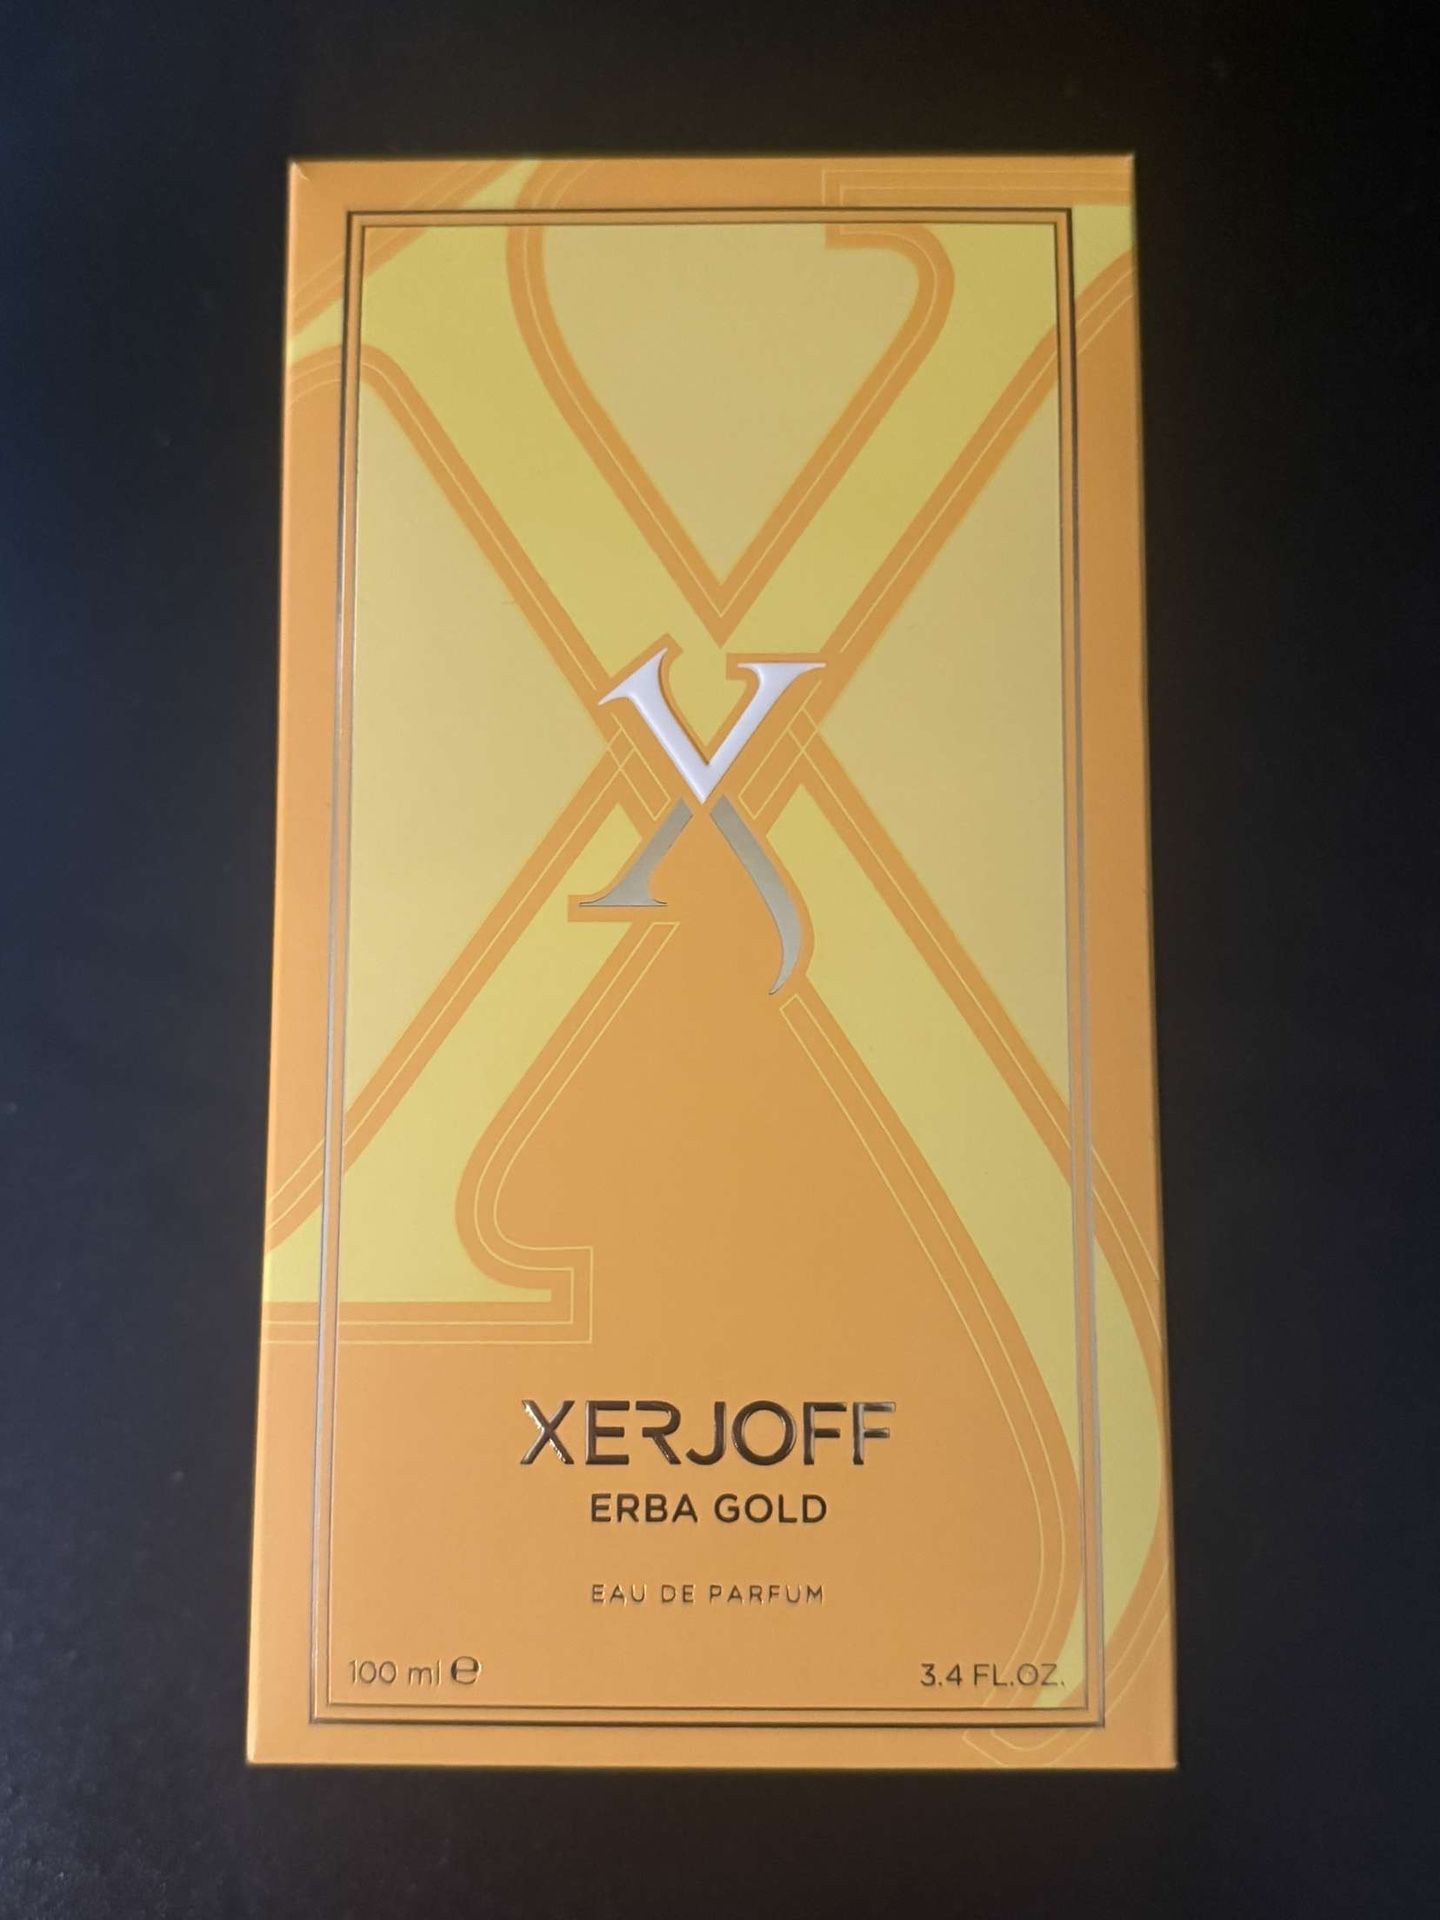 XERJOFF
ERBA GOLD
EAU DE PARFUM
100 ml ℮ 3.4 FL.OZ.